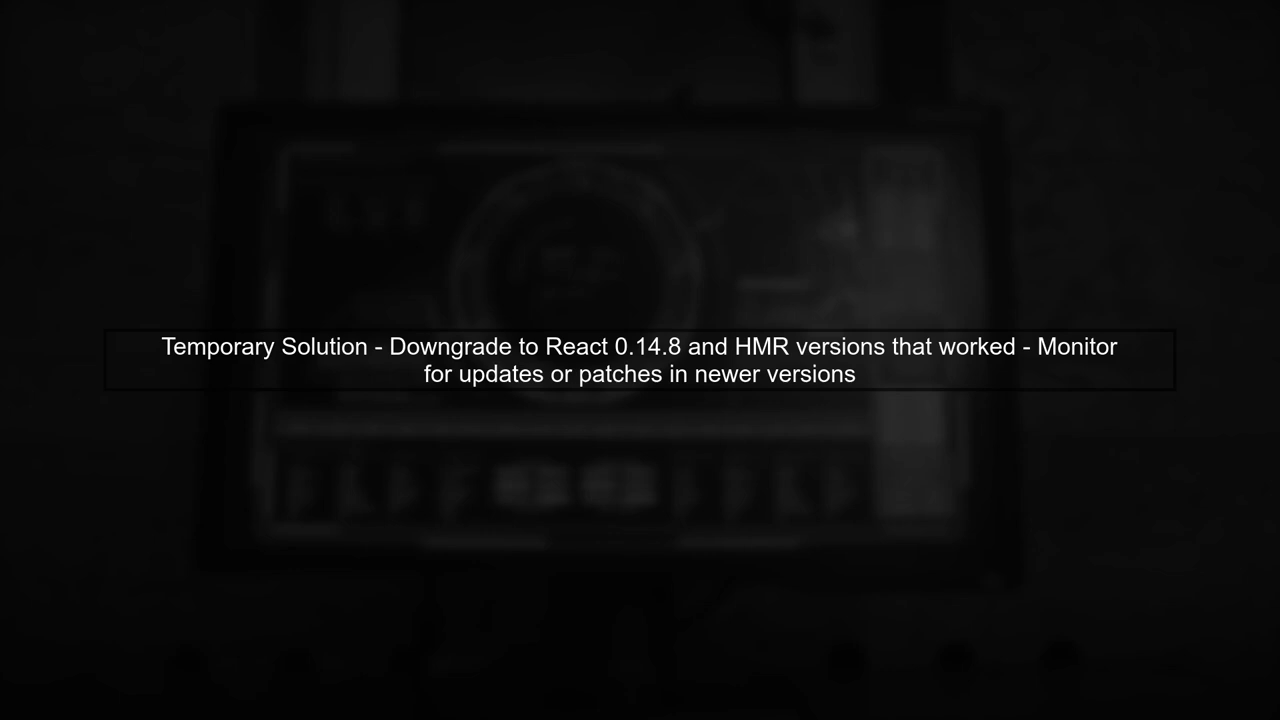 Temporary Solution - Downgrade to React 0.14.8 and HMR versions that worked - Monitor
for updates or patches in newer versions